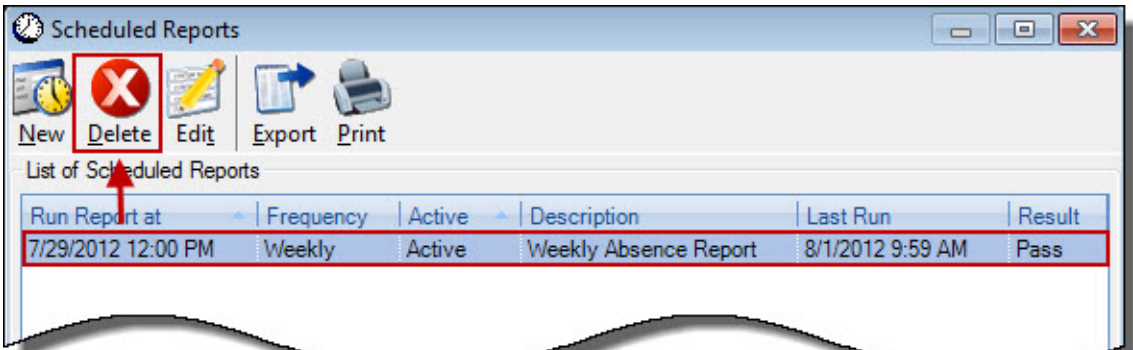 Scheduled Reports
New Delete Edit Export Print
List of Scheduled Reports
Run Report at Frequency Active Description Last Run Result
7/29/2012 12:00 PM Weekly Active Weekly Absence Report 8/1/2012 9:59 AM Pass